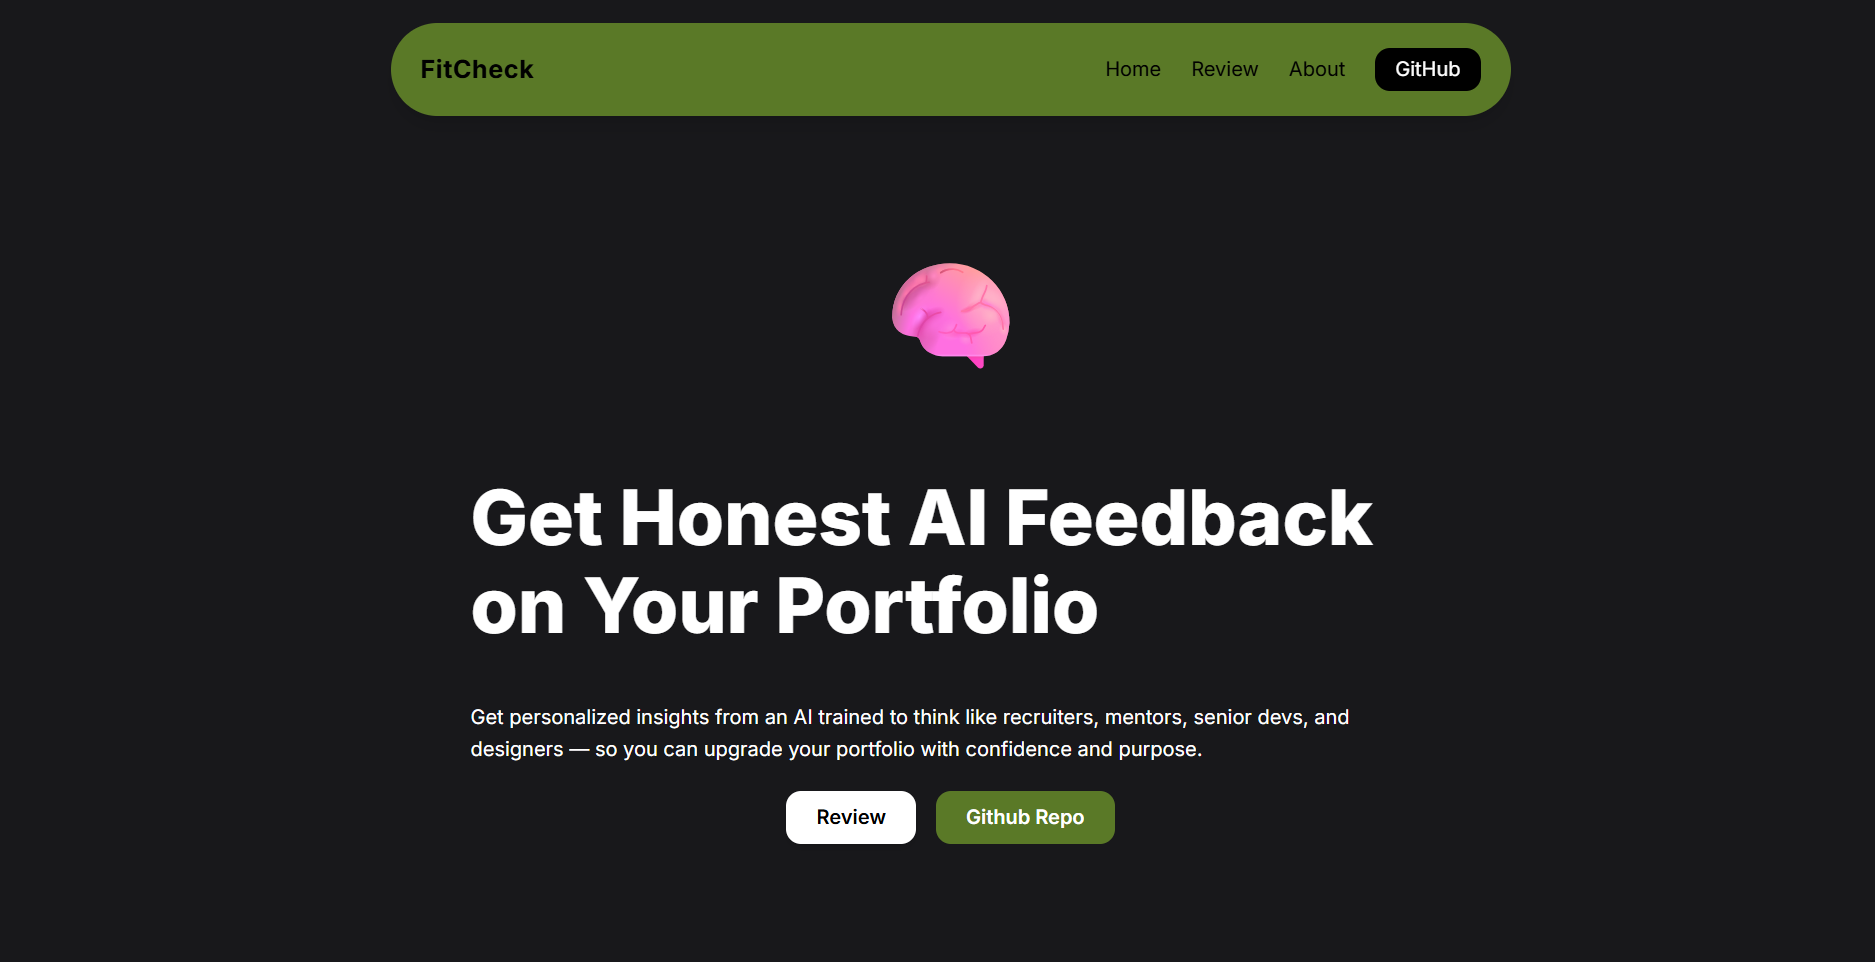 FitCheck
Home
Review
About
GitHub
Get Honest AI Feedback
on Your Portfolio
Get personalized insights from an AI trained to think like recruiters, mentors, senior devs, and
designers — so you can upgrade your portfolio with confidence and purpose.
Review
Github Repo